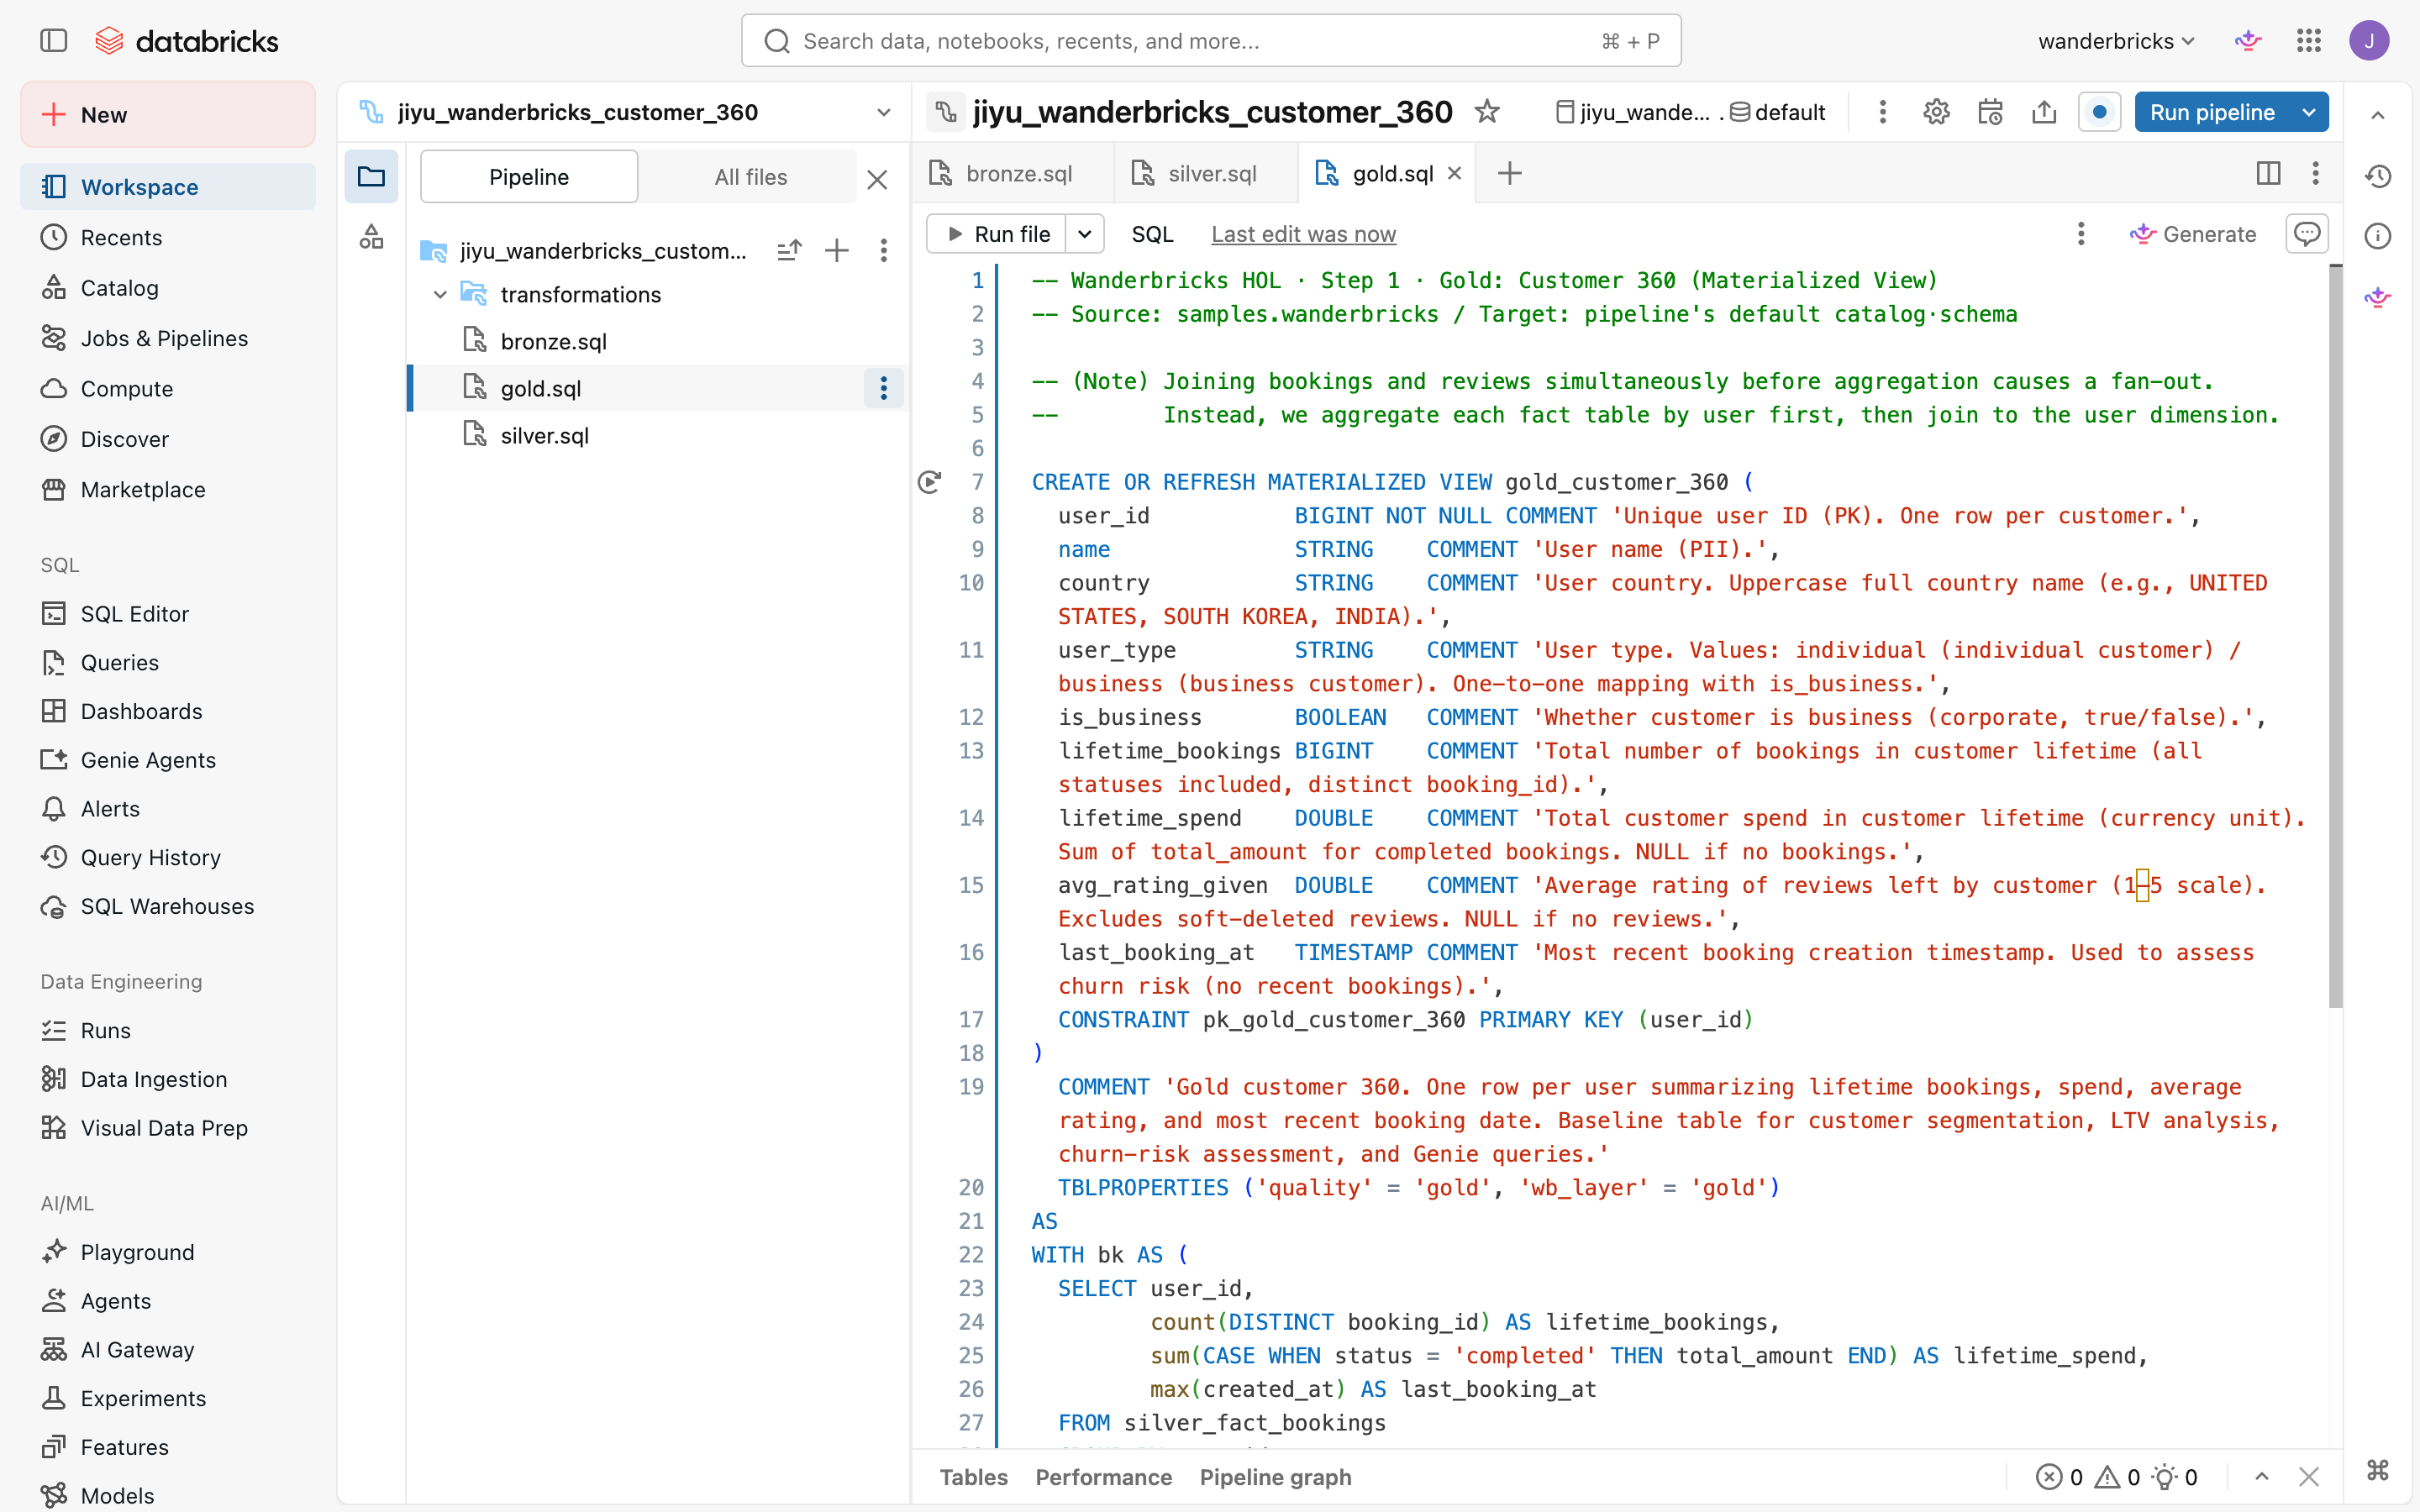 databricks
Search data, notebooks, recents, and more...
⌘ + P
wanderbricks
J
New
Workspace
Recents
Catalog
Jobs & Pipelines
Compute
Discover
Marketplace
SQL
SQL Editor
Queries
Dashboards
Genie Agents
Alerts
Query History
SQL Warehouses
Data Engineering
Runs
Data Ingestion
Visual Data Prep
AI/ML
Playground
Agents
AI Gateway
Experiments
Features
Models
jiyu_wanderbricks_customer_360
Pipeline
All files
jiyu_wanderbricks_custom...
transformations
bronze.sql
gold.sql
silver.sql
jiyu_wanderbricks_customer_360
jiyu_wande... . default
Run pipeline
bronze.sql
silver.sql
gold.sql
Run file
SQL
Last edit was now
Generate
1 -- Wanderbricks HOL · Step 1 · Gold: Customer 360 (Materialized View)
2 -- Source: samples.wanderbricks / Target: pipeline's default catalog·schema
3
4 -- (Note) Joining bookings and reviews simultaneously before aggregation causes a fan-out.
5 -- Instead, we aggregate each fact table by user first, then join to the user dimension.
6
7 CREATE OR REFRESH MATERIALIZED VIEW gold_customer_360 (
8 user_id BIGINT NOT NULL COMMENT 'Unique user ID (PK). One row per customer.',
9 name STRING COMMENT 'User name (PII).',
10 country STRING COMMENT 'User country. Uppercase full country name (e.g., UNITED
STATES, SOUTH KOREA, INDIA).',
11 user_type STRING COMMENT 'User type. Values: individual (individual customer) /
business (business customer). One-to-one mapping with is_business.',
12 is_business BOOLEAN COMMENT 'Whether customer is business (corporate, true/false).',
13 lifetime_bookings BIGINT COMMENT 'Total number of bookings in customer lifetime (all
statuses included, distinct booking_id).',
14 lifetime_spend DOUBLE COMMENT 'Total customer spend in customer lifetime (currency unit).
Sum of total_amount for completed bookings. NULL if no bookings.',
15 avg_rating_given DOUBLE COMMENT 'Average rating of reviews left by customer (1–5 scale).
Excludes soft-deleted reviews. NULL if no reviews.',
16 last_booking_at TIMESTAMP COMMENT 'Most recent booking creation timestamp. Used to assess
churn risk (no recent bookings).',
17 CONSTRAINT pk_gold_customer_360 PRIMARY KEY (user_id)
18 )
19 COMMENT 'Gold customer 360. One row per user summarizing lifetime bookings, spend, average
rating, and most recent booking date. Baseline table for customer segmentation, LTV analysis,
churn-risk assessment, and Genie queries.'
20 TBLPROPERTIES ('quality' = 'gold', 'wb_layer' = 'gold')
21 AS
22 WITH bk AS (
23 SELECT user_id,
24 count(DISTINCT booking_id) AS lifetime_bookings,
25 sum(CASE WHEN status = 'completed' THEN total_amount END) AS lifetime_spend,
26 max(created_at) AS last_booking_at
27 FROM silver_fact_bookings
Tables
Performance
Pipeline graph
0
0
0